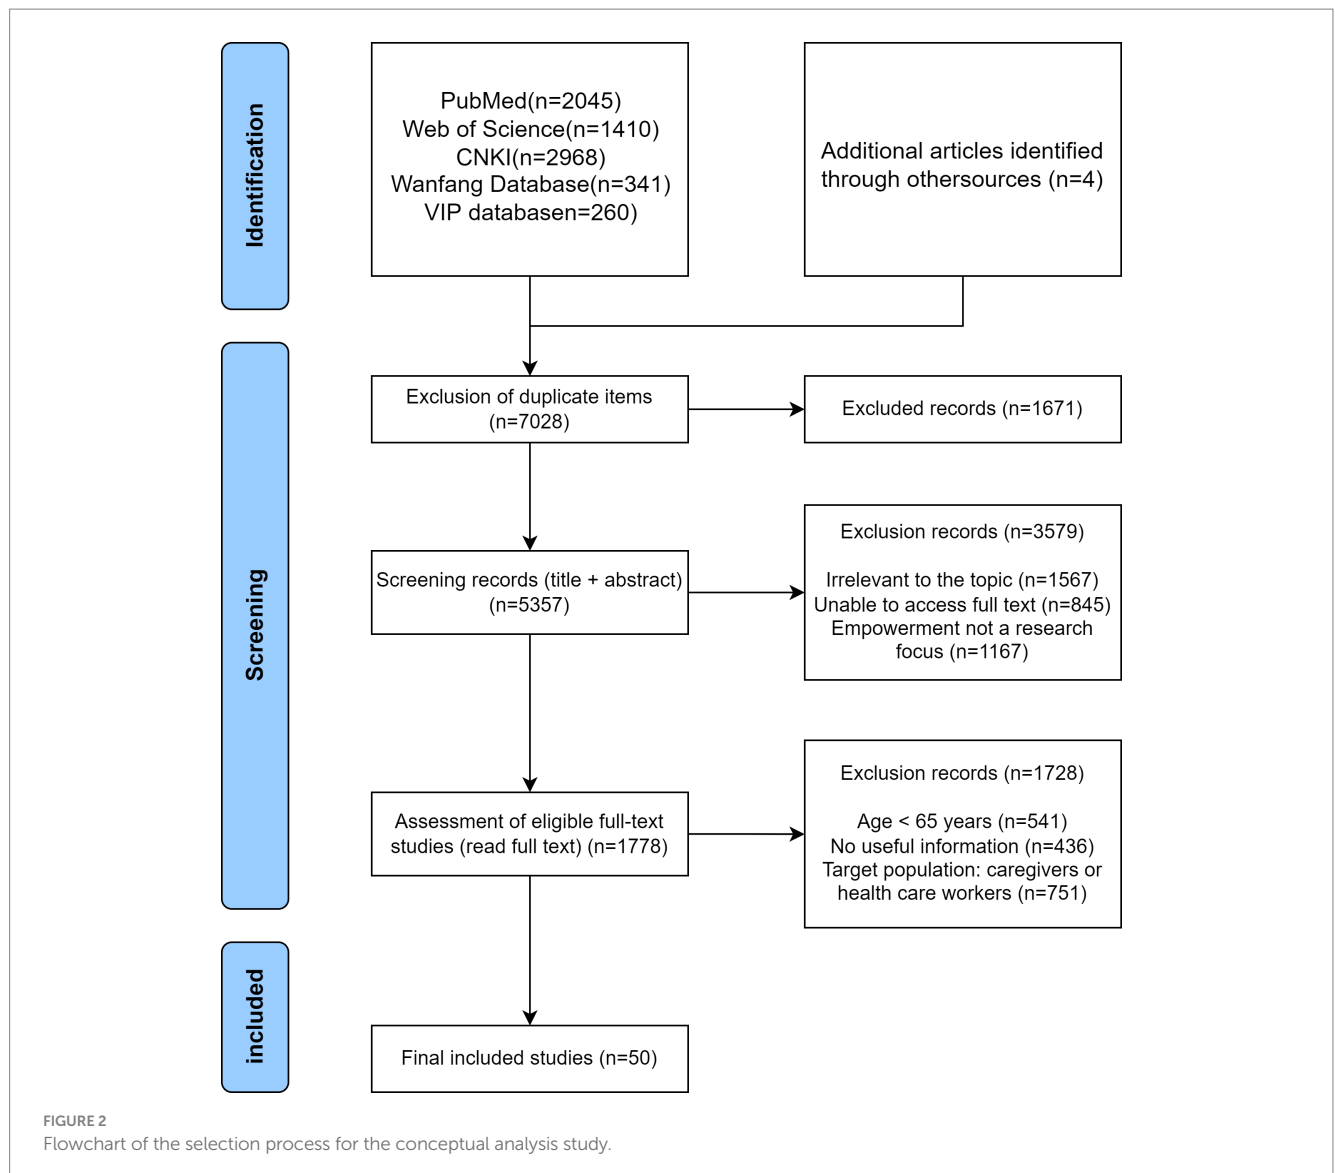 Identification
PubMed(n=2045)
Web of Science(n=1410)
CNKI(n=2968)
Wanfang Database(n=341)
VIP databasen=260)
Additional articles identified
through othersources (n=4)
Screening
Exclusion of duplicate items
(n=7028)
Excluded records (n=1671)
Screening records (title + abstract)
(n=5357)
Exclusion records (n=3579)
Irrelevant to the topic (n=1567)
Unable to access full text (n=845)
Empowerment not a research
focus (n=1167)
Assessment of eligible full-text
studies (read full text) (n=1778)
Exclusion records (n=1728)
Age < 65 years (n=541)
No useful information (n=436)
Target population: caregivers or
health care workers (n=751)
included
Final included studies (n=50)
FIGURE 2
Flowchart of the selection process for the conceptual analysis study.